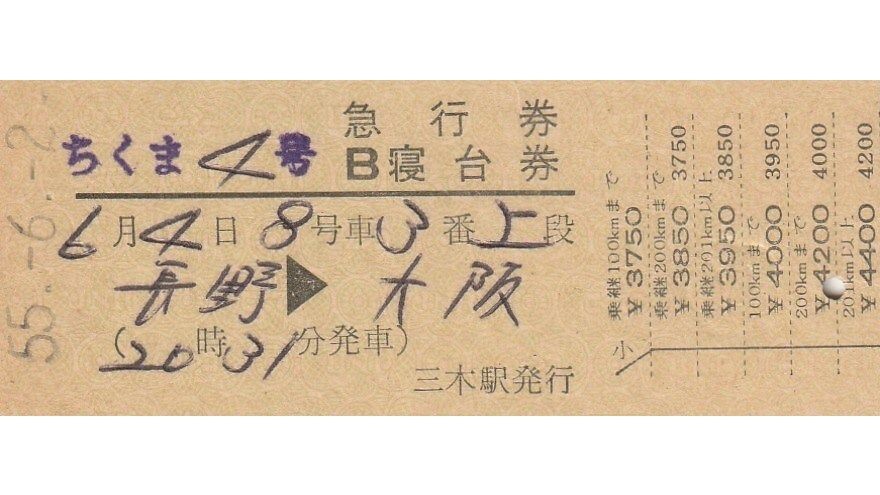 55.-6.-2.
急行券
ちくま4号
B寝台券
6月4日8号車3番上段
長野▶大阪
(20時31分発車)
三木駅発行
乗継100kmまで
¥3750
乗継200kmまで 3750
¥3850
乗継201km以上 3850
¥3950
100kmまで 3950
¥4000
200kmまで 4000
¥4200
201km以上 4200
¥4400
小